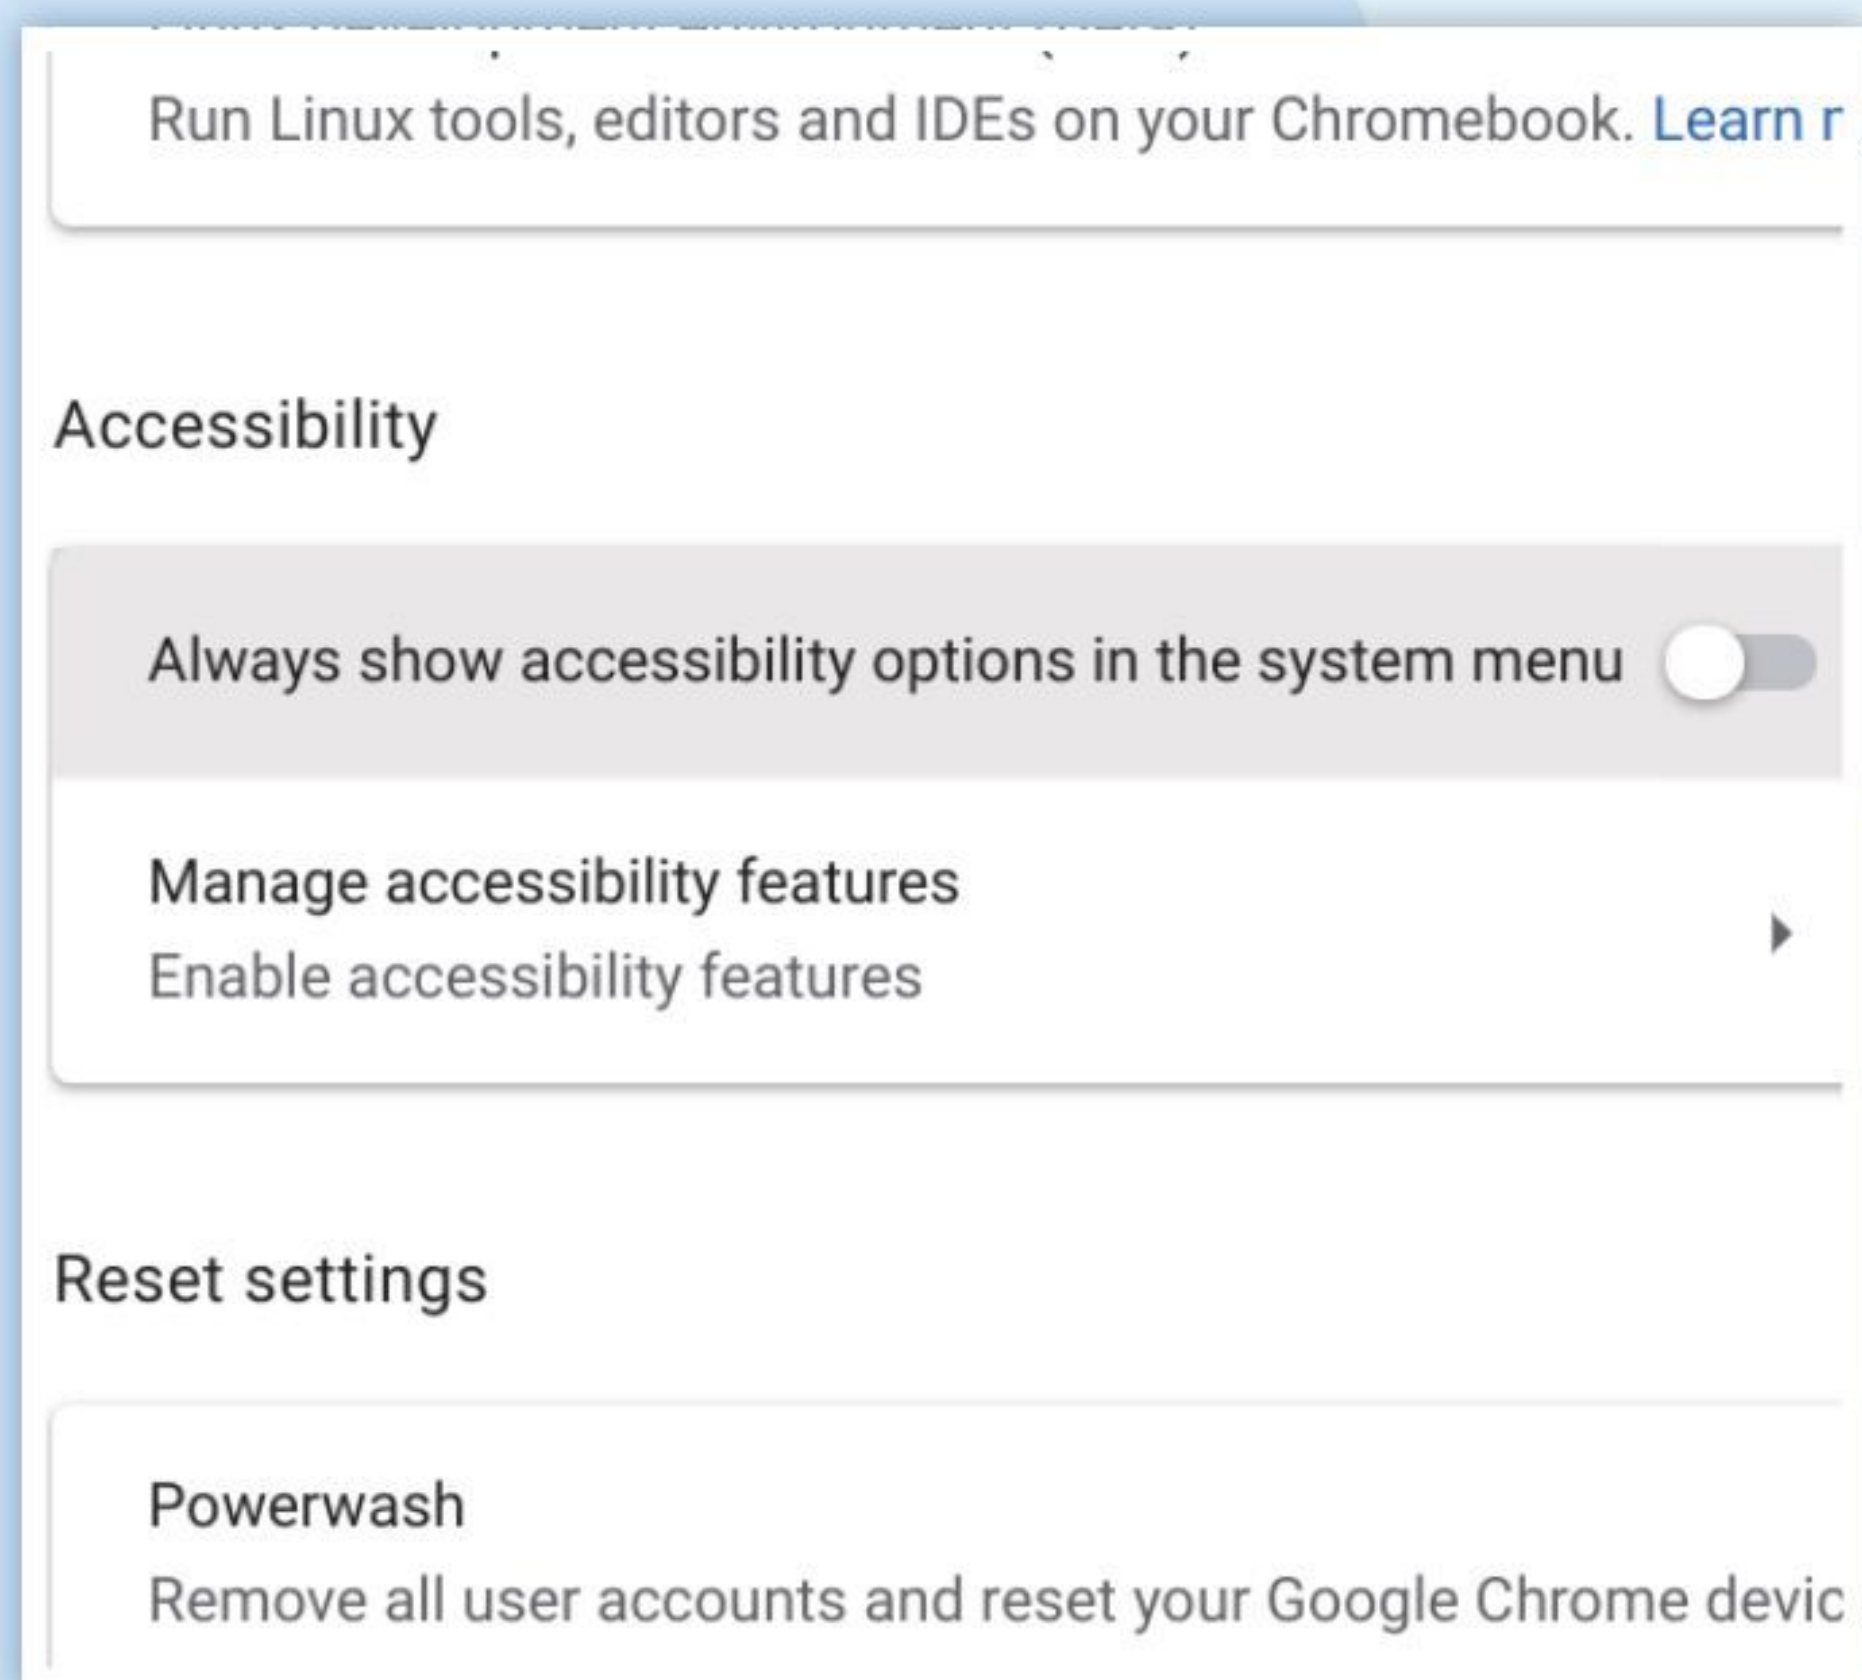 Run Linux tools, editors and IDEs on your Chromebook. Learn
Accessibility
Always show accessibility options in the system menu
Manage accessibility features
Enable accessibility features
Reset settings
Powerwash
Remove all user accounts and reset your Google Chrome devic